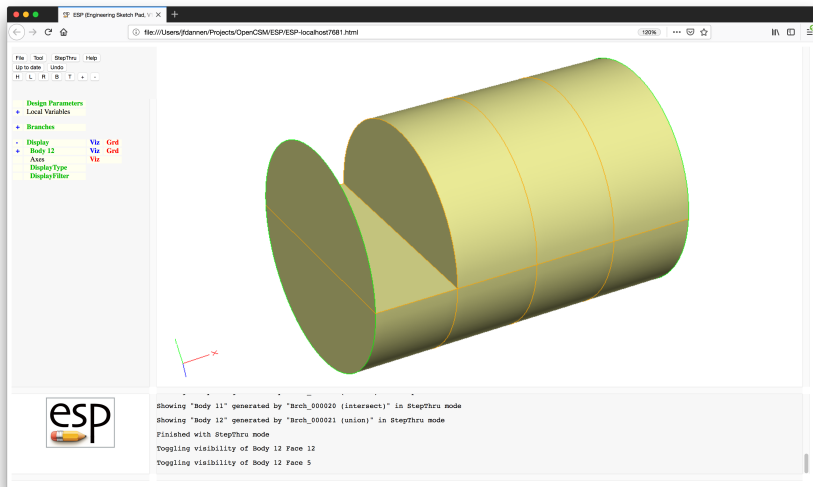 ESP (Engineering Sketch Pad, V
file:///Users/jfdannen/Projects/OpenCSM/ESP/ESP-localhost7681.html
120%
File Tool StepThru Help
Up to date Undo
H L R B T + -
Design Parameters
+ Local Variables
+ Branches
- Display Viz Grd
+ Body 12 Viz Grd
Axes Viz
DisplayType
DisplayFilter
X
esp
Showing "Body 11" generated by "Brch_000020 (intersect)" in StepThru mode
Showing "Body 12" generated by "Brch_000021 (union)" in StepThru mode
Finished with StepThru mode
Toggling visibility of Body 12 Face 12
Toggling visibility of Body 12 Face 5